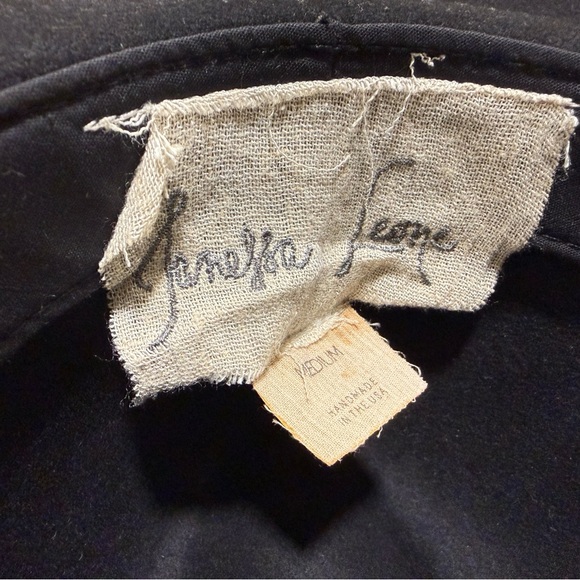 Janessa Leone
MEDIUM
HANDMADE
IN THE USA